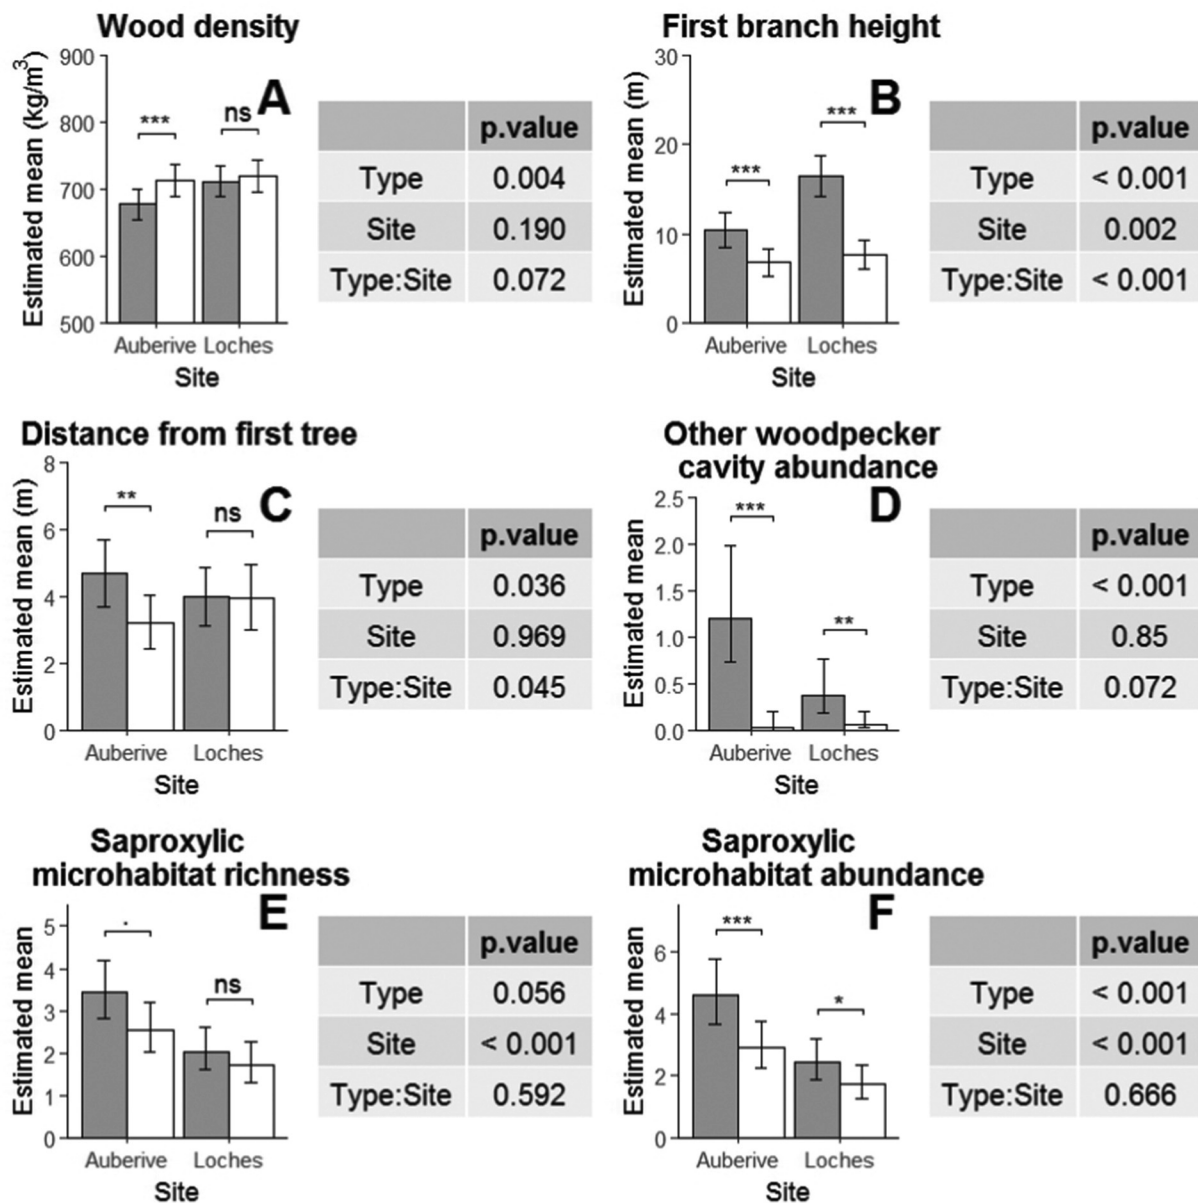 Wood density
Estimated mean (kg/m³)
900
800
700
600
500
***
ns
A
Auberive Loches
Site
p.value
Type 0.004
Site 0.190
Type:Site 0.072
First branch height
Estimated mean (m)
30
20
10
0
***
***
B
Auberive Loches
Site
p.value
Type < 0.001
Site 0.002
Type:Site < 0.001
Distance from first tree
Estimated mean (m)
8
6
4
2
0
**
ns
C
Auberive Loches
Site
p.value
Type 0.036
Site 0.969
Type:Site 0.045
Other woodpecker
cavity abundance
Estimated mean
2.5
2.0
1.5
1.0
0.5
0.0
***
**
D
Auberive Loches
Site
p.value
Type < 0.001
Site 0.85
Type:Site 0.072
Saproxylic
microhabitat richness
Estimated mean
5
4
3
2
1
0
.
ns
E
Auberive Loches
Site
p.value
Type 0.056
Site < 0.001
Type:Site 0.592
Saproxylic
microhabitat abundance
Estimated mean
6
4
2
0
***
*
F
Auberive Loches
Site
p.value
Type < 0.001
Site < 0.001
Type:Site 0.666